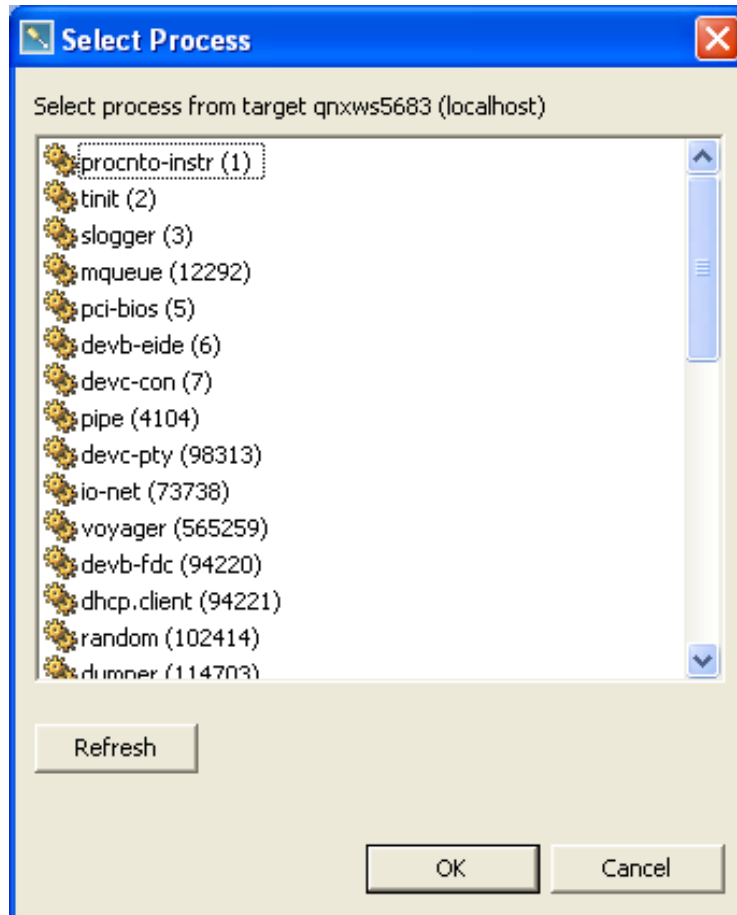 Select Process
Select process from target qnxws5683 (localhost)
procnto-instr (1)
tinit (2)
slogger (3)
mqueue (12292)
pci-bios (5)
devb-eide (6)
devc-con (7)
pipe (4104)
devc-pty (98313)
io-net (73738)
voyager (565259)
devb-fdc (94220)
dhcp.client (94221)
random (102414)
dumper (114703)
Refresh
OK
Cancel